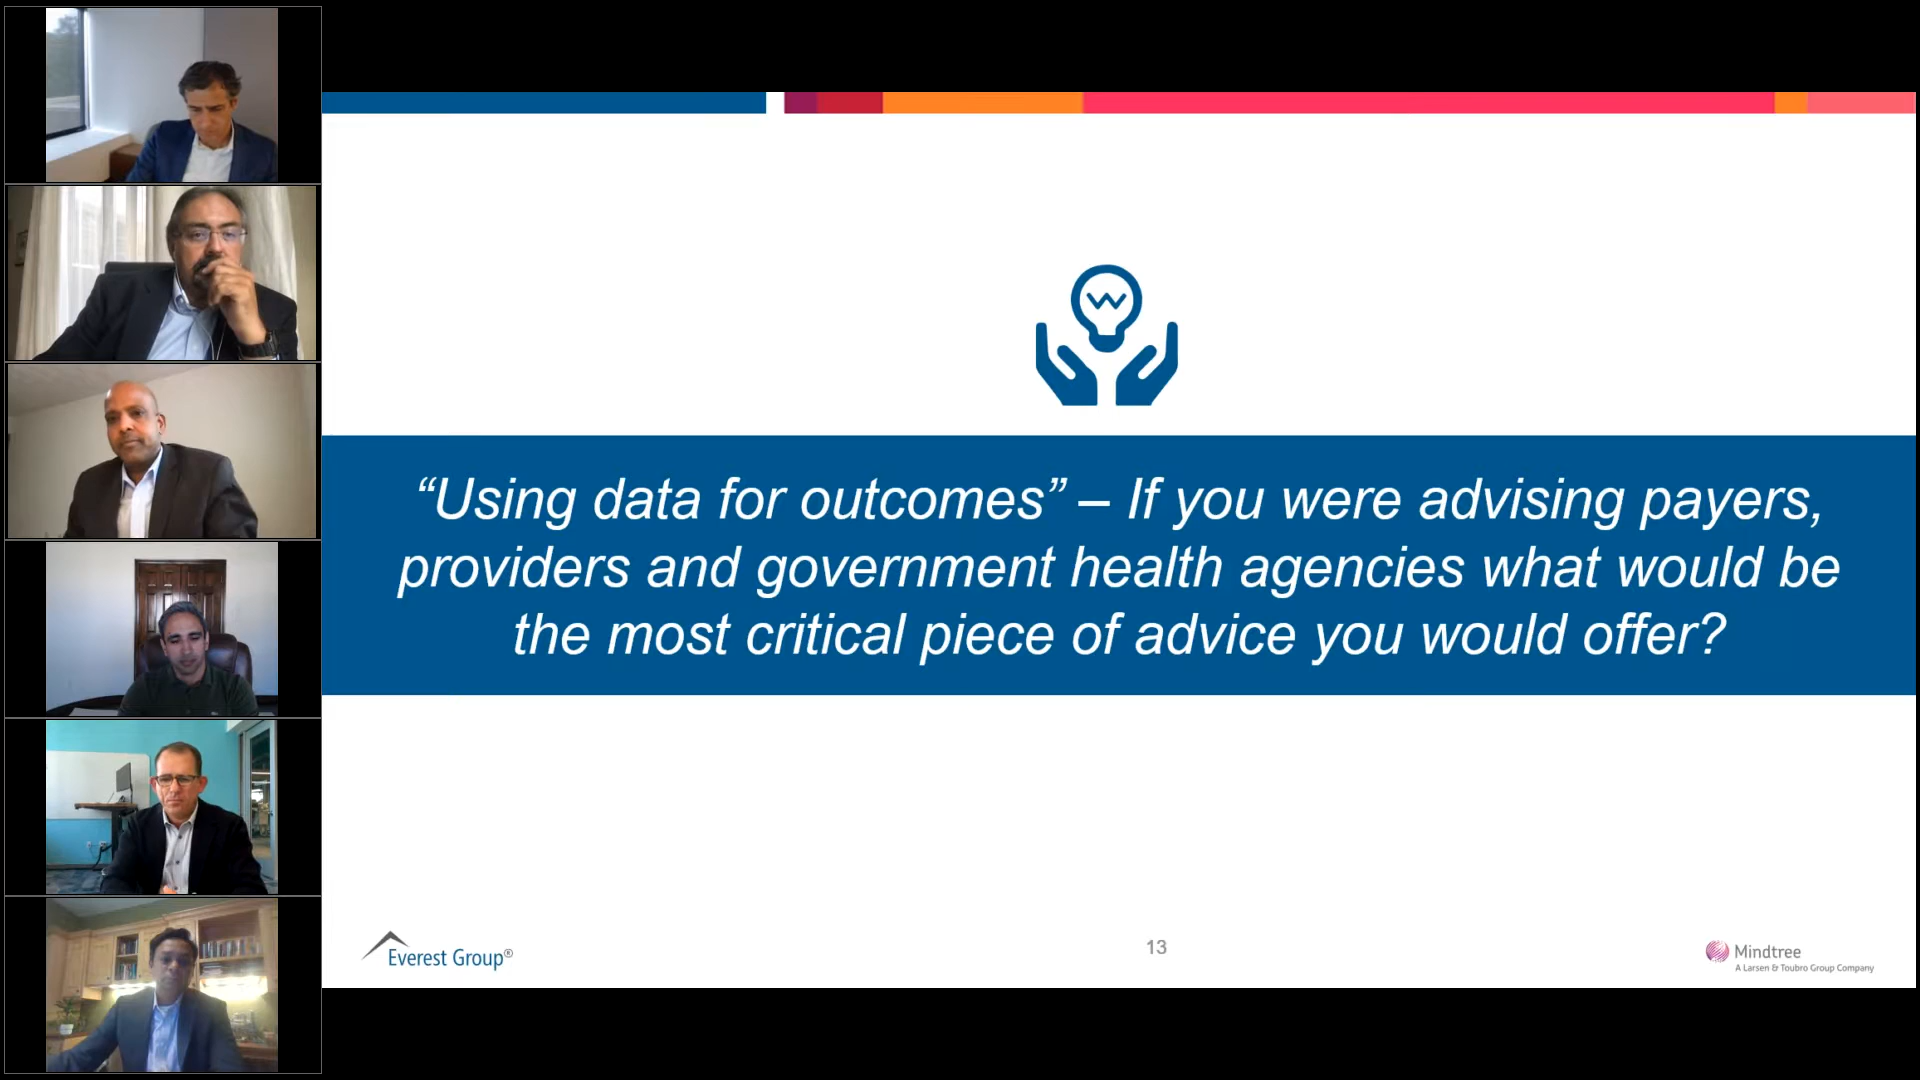 “Using data for outcomes” – If you were advising payers,
providers and government health agencies what would be
the most critical piece of advice you would offer?
Everest Group®
13
Mindtree
A Larsen & Toubro Group Company